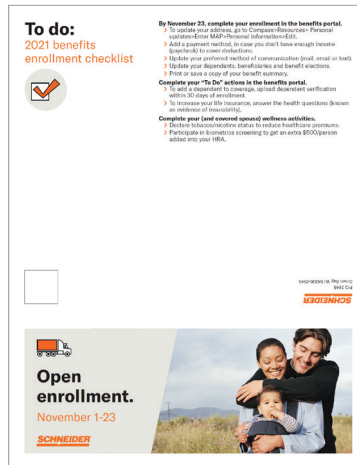 To do:
2021 benefits
enrollment checklist
By November 23, complete your enrollment in the benefits portal.
> To update your address, go to Compass>Resources> Personal
updates>Enter MAP>Personal Information>Edit.
> Add a payment method, in case you don't have enough income
(paycheck) to cover deductions.
> Update your preferred method of communication (mail, email or text).
> Update your dependents, beneficiaries and benefit elections.
> Print or save a copy of your benefit summary.
Complete your "To Do" actions in the benefits portal.
> To add a dependent to coverage, upload dependent verification
within 30 days of enrollment.
> To increase your life insurance, answer the health questions (known
as evidence of insurability).
Complete your (and covered spouse) wellness activities.
> Declare tobacco/nicotine status to reduce healthcare premiums.
> Participate in biometrics screening to get an extra $500/person
added into your HRA.
SCHNEIDER
Green Bay, WI
Open
enrollment.
November 1-23
SCHNEIDER